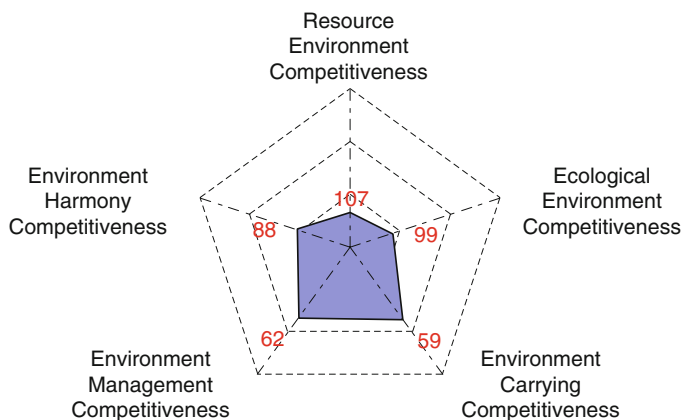 Resource
Environment
Competitiveness
107
Environment
Harmony
Competitiveness
88
Ecological
Environment
Competitiveness
99
62
59
Environment
Management
Competitiveness
Environment
Carrying
Competitiveness